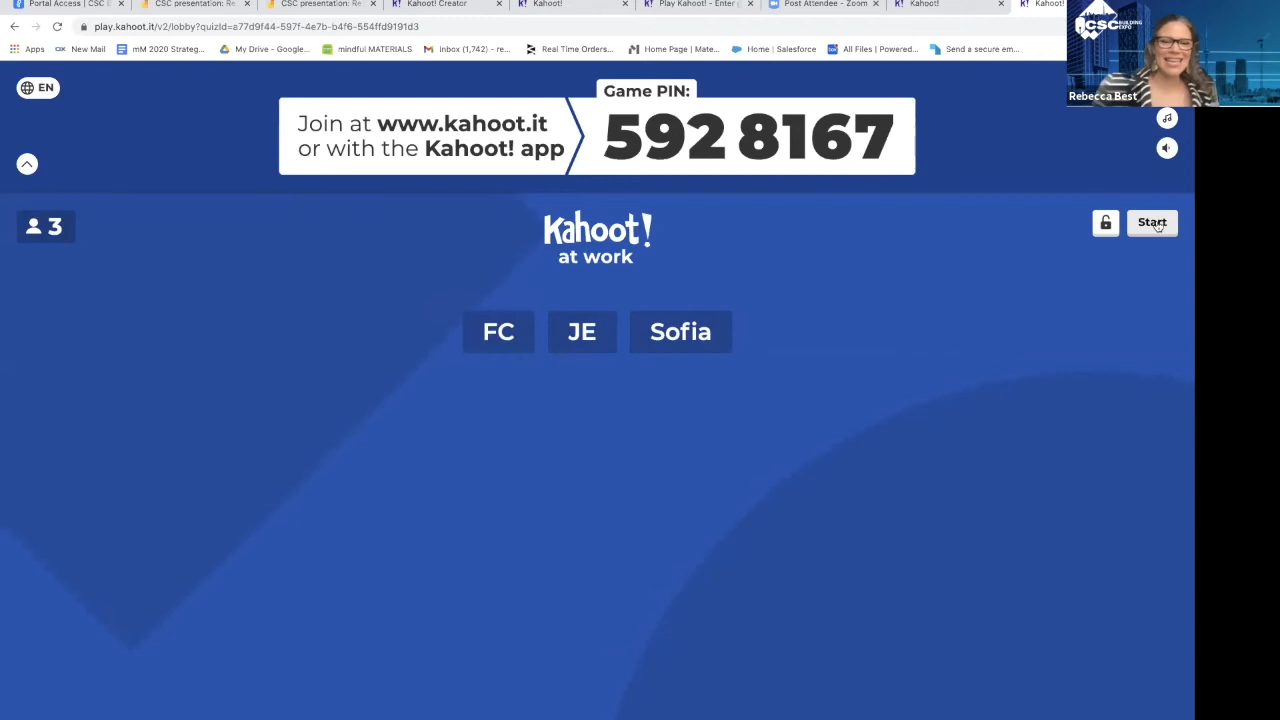 Portal Access | CSC B
CSC presentation: Re
CSC presentation: Re
Kahoot! Creator
Kahoot!
Play Kahoot! - Enter g
Post Attendee - Zoom
Kahoot!
Kahoot!
play.kahoot.it/v2/lobby?quizId=a77d9f44-597f-4e7b-b4f6-554ffd9191d3
Apps
New Mail
mM 2020 Strateg...
My Drive - Google...
mindful MATERIALS
Inbox (1,742) - re...
Real Time Orders...
Home Page | Mate...
Home | Salesforce
All Files | Powered...
Send a secure em...
CSC BUILDING EXPO
Rebecca Best
EN
Game PIN:
Join at www.kahoot.it
or with the Kahoot! app
592 8167
3
Kahoot!
at work
Start
FC
JE
Sofia